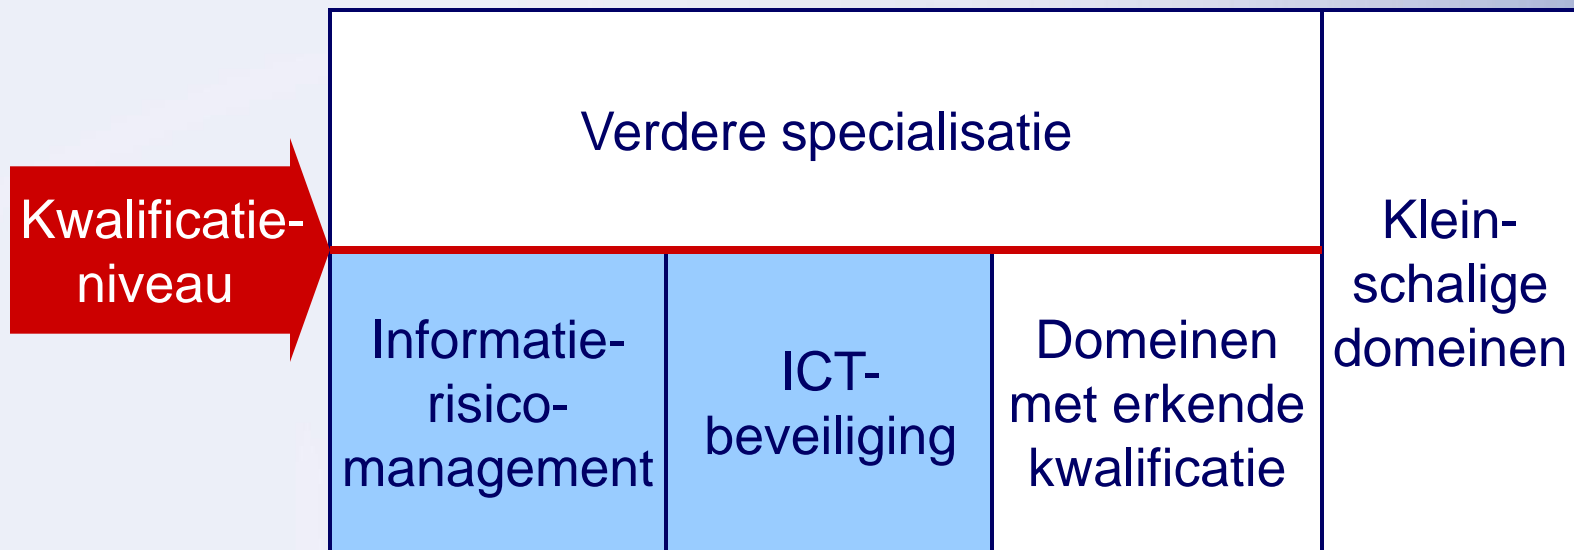 Verdere specialisatie
Kwalificatie-
niveau
Informatie-
risico-
management
ICT-
beveiliging
Domeinen
met erkende
kwalificatie
Klein-
schalige
domeinen